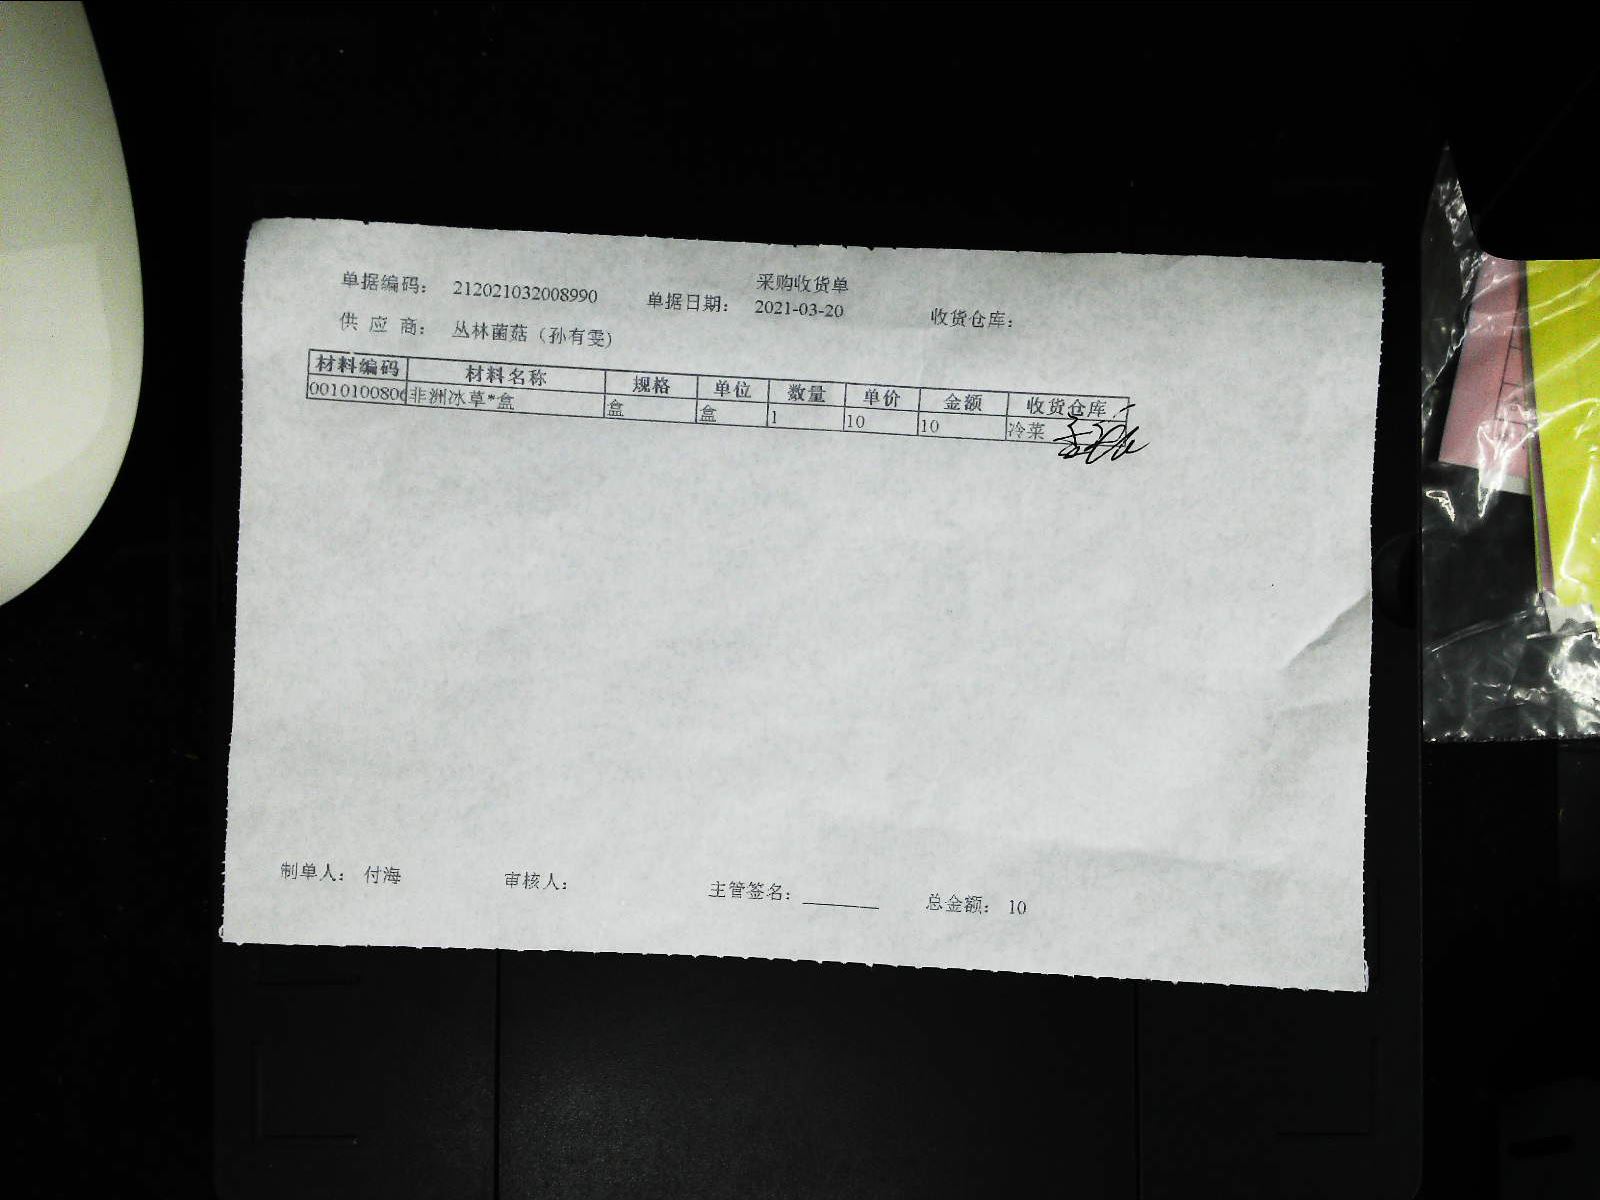 采购收货单
单据编码： 212021032008990 单据日期： 2021-03-20 收货仓库：
供 应 商： 丛林菌菇（孙有雯）
材料编码 材料名称 规格 单位 数量 单价 金额 收货仓库
0010100800 非洲冰草*盒 盒 盒 1 10 10 冷菜
制单人： 付海 审核人： 主管签名： ________ 总金额： 10